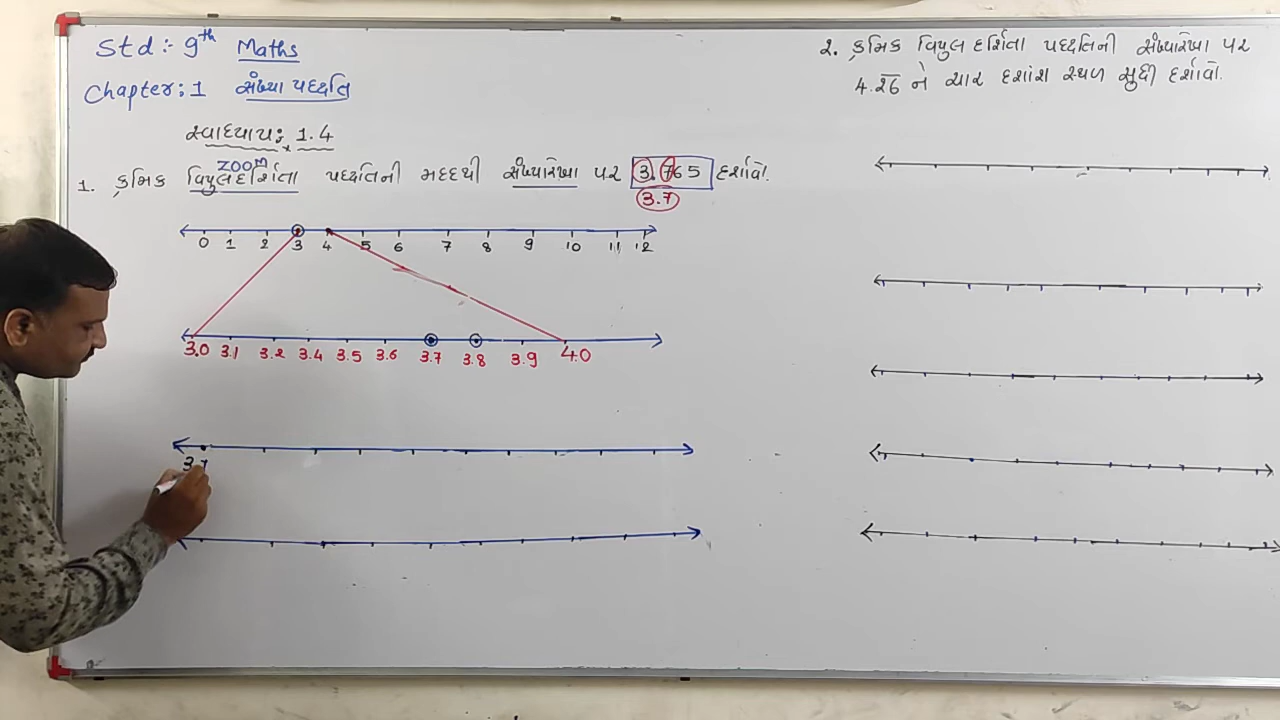 Std :- 9th Maths
Chapter : 1 સંખ્યા પદ્ધતિ
સ્વાધ્યાય : 1.4
ZOOM
1. ક્રમિક વિપુલદર્શિતા પદ્ધતિની મદદથી સંખ્યારેખા પર 3.765 દર્શાવો.
3.7
0 1 2 3 4 5 6 7 8 9 10 11 12
3.0 3.1 3.2 3.4 3.5 3.6 3.7 3.8 3.9 4.0
3.7
૨. ક્રમિક વિપુલ દર્શિતા પદ્ધતિની સંખ્યારેખા પર
4.26 ને ચાર દશાંશ સ્થળ સુધી દર્શાવો.